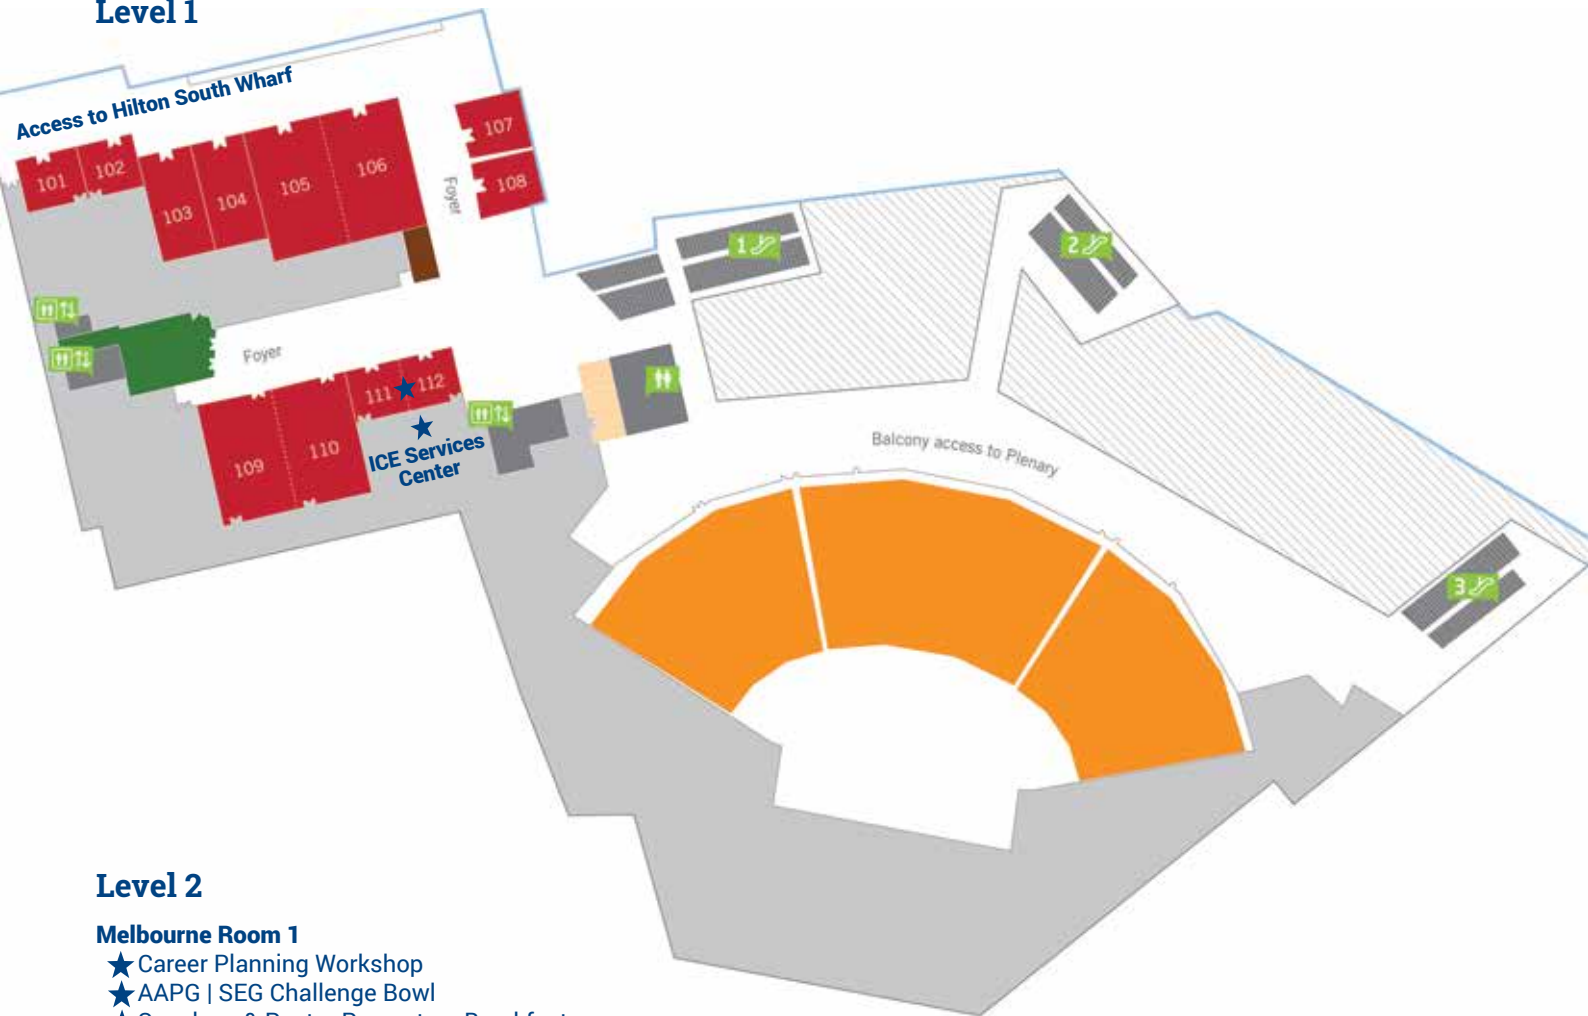 Level 1
Access to Hilton South Wharf
101
102
103
104
105
106
107
108
Foyer
1
2
Foyer
111
112
109
110
ICE Services
Center
Balcony access to Plenary
3
Level 2
Melbourne Room 1
Career Planning Workshop
AAPG | SEG Challenge Bowl